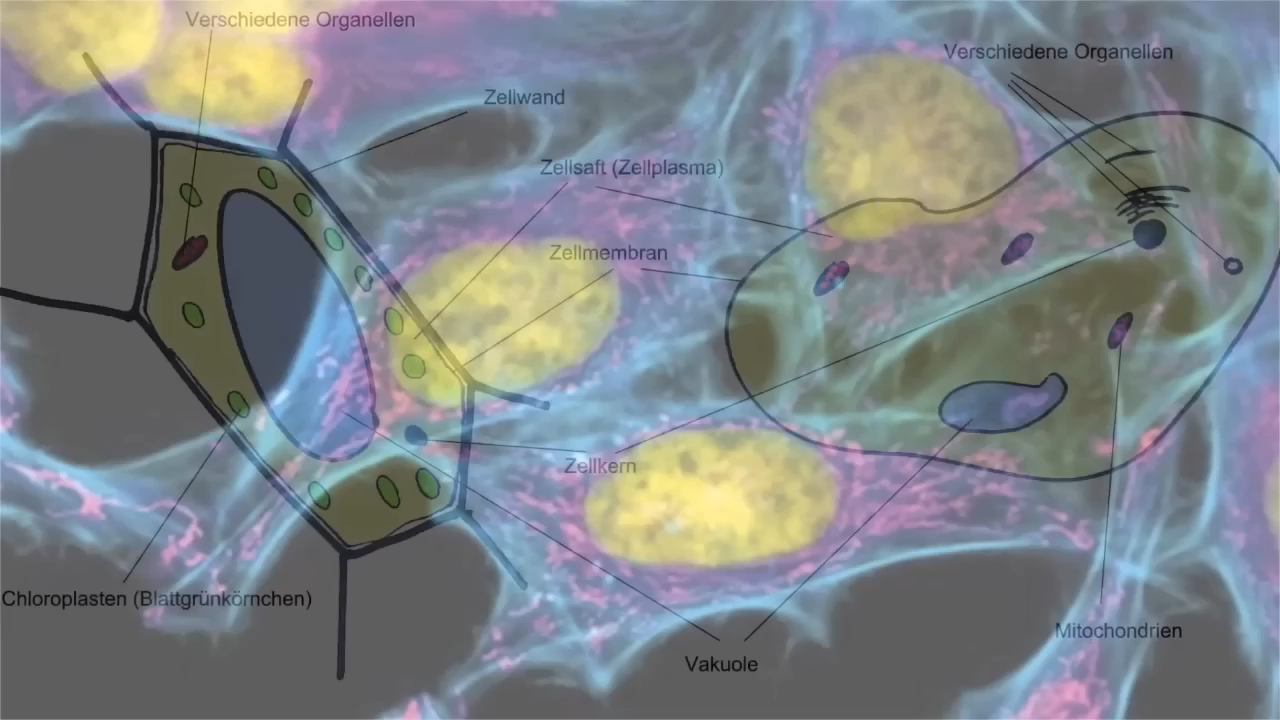 Verschiedene Organellen
Verschiedene Organellen
Zellwand
Zellsaft (Zellplasma)
Zellmembran
Zellkern
Chloroplasten (Blattgrünkörnchen)
Mitochondrien
Vakuole